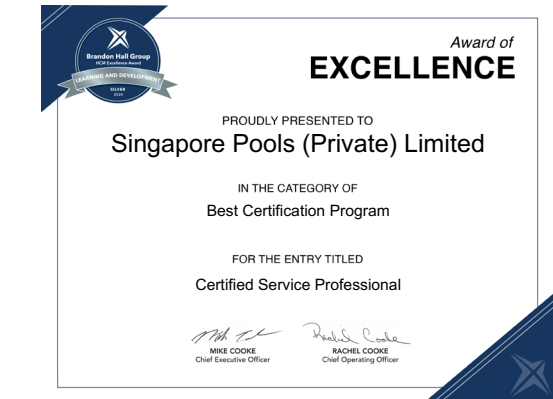 Brandon Hall Group
HCM Excellence Award
LEARNING AND DEVELOPMENT
SILVER
2024
Award of
EXCELLENCE
PROUDLY PRESENTED TO
Singapore Pools (Private) Limited
IN THE CATEGORY OF
Best Certification Program
FOR THE ENTRY TITLED
Certified Service Professional
MIKE COOKE
Chief Executive Officer
Rachel Cooke
RACHEL COOKE
Chief Operating Officer